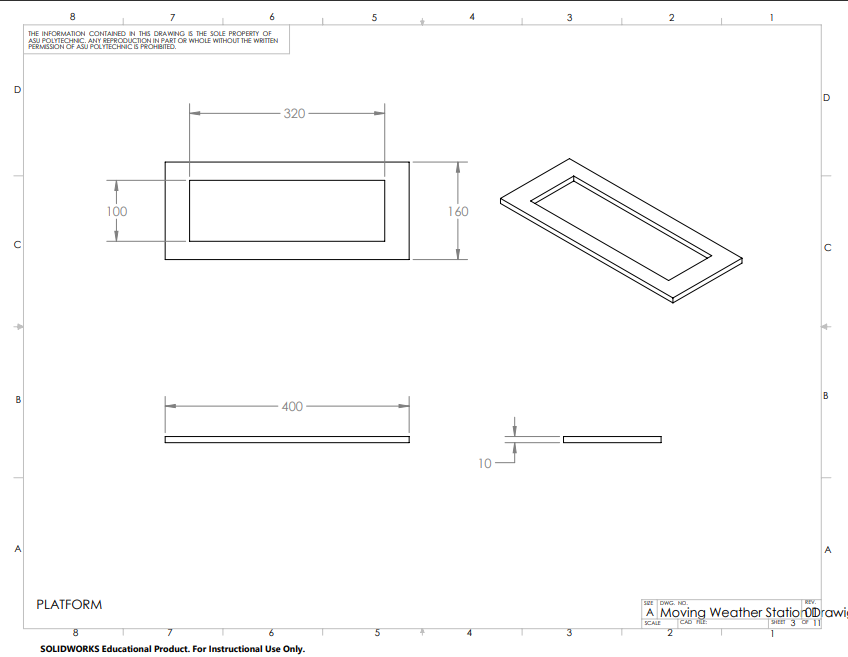 8 7 6 5 4 3 2 1
THE INFORMATION CONTAINED IN THIS DRAWING IS THE SOLE PROPERTY OF
ASU POLYTECHNIC. ANY REPRODUCTION IN PART OR WHOLE WITHOUT THE WRITTEN
PERMISSION OF ASU POLYTECHNIC IS PROHIBITED.
D D
320
100 160
C C
400
B B
10
A A
PLATFORM
SIZE DWG. NO. REV.
A Moving Weather Station Drawi
SCALE CAD FILE: SHEET 3 OF 11
8 7 6 5 4 3 2 1
SOLIDWORKS Educational Product. For Instructional Use Only.